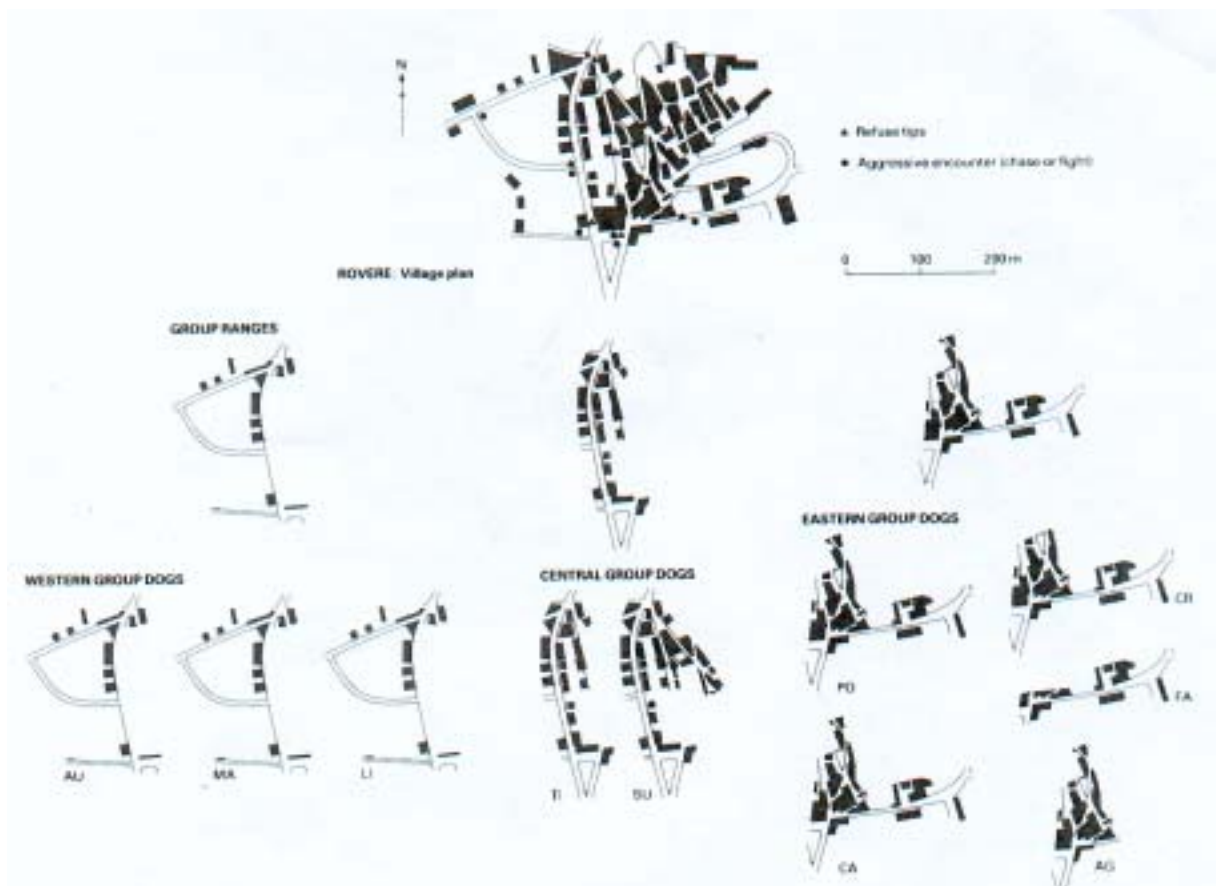 N
▲ Refuse tips
● Aggressive encounter (chase or fight)
0 100 200 m
ROVERE: Village plan
GROUP RANGES
EASTERN GROUP DOGS
WESTERN GROUP DOGS
CENTRAL GROUP DOGS
PO
FA
AU
MA
LI
TI
SU
CA
AG